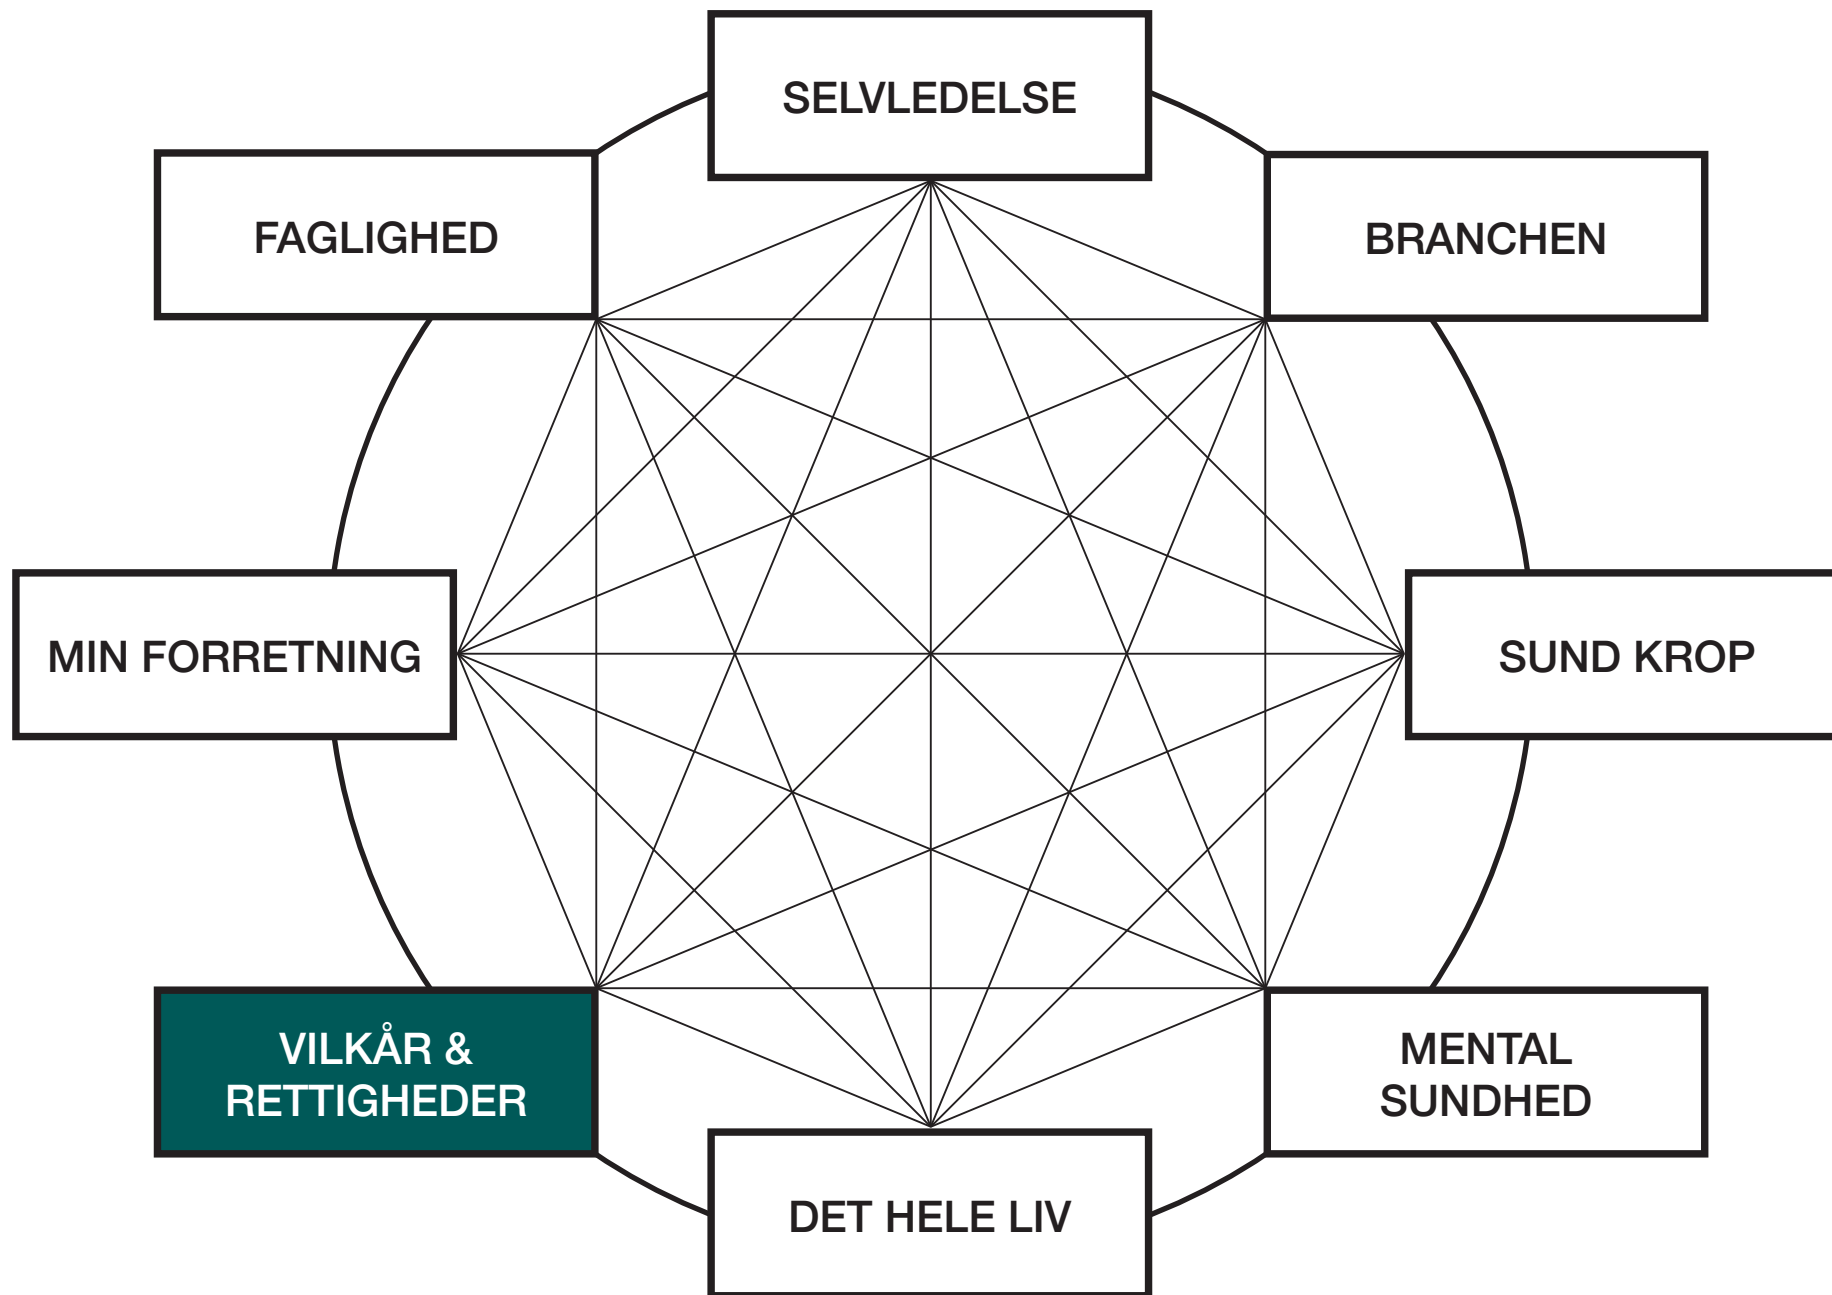 SELVLEDELSE
FAGLIGHED
BRANCHEN
MIN FORRETNING
SUND KROP
VILKÅR &
RETTIGHEDER
MENTAL
SUNDHED
DET HELE LIV